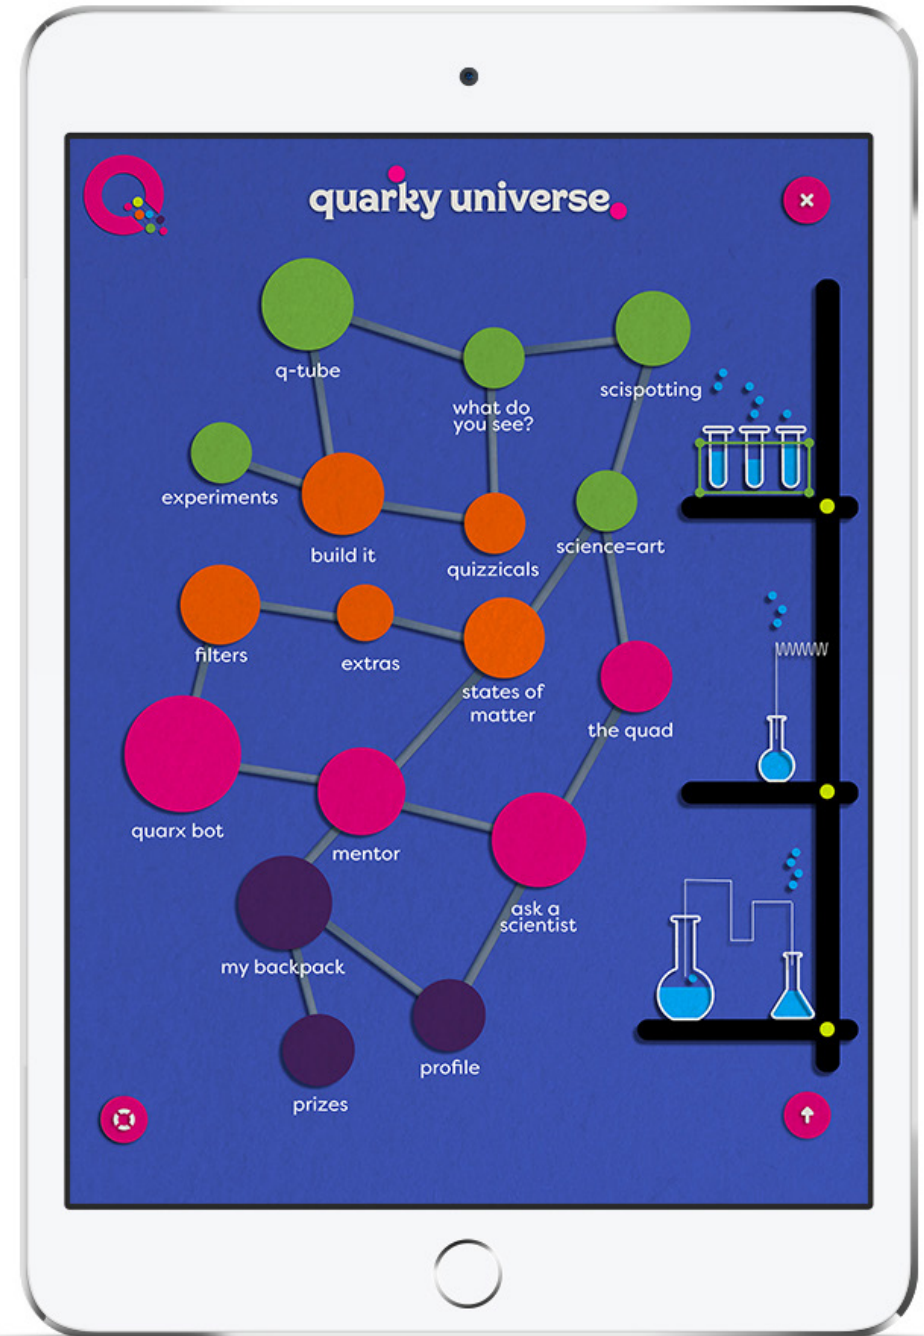 Q
quarky universe
q-tube
what do
you see?
scispotting
experiments
build it
quizzicals
science=art
filters
extras
states of
matter
the quad
quarx bot
mentor
ask a
scientist
my backpack
profile
prizes